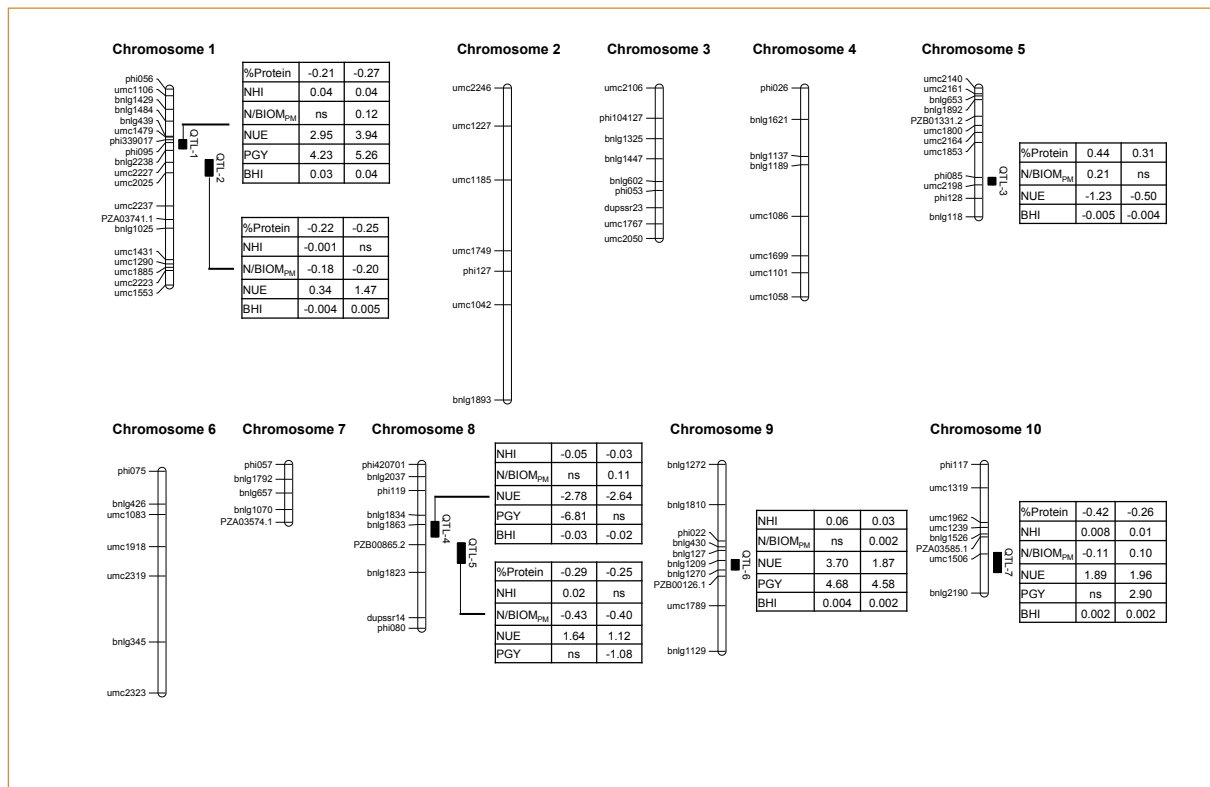 Chromosome 1
phi056
umc1106
bnlg1429
bnlg1484
bnlg439
umc1479
phi339017
phi095
bnlg2238
umc2227
umc2025
umc2237
PZA03741.1
bnlg1025
umc1431
umc1290
umc1885
umc2223
umc1553
QTL-1
QTL-2
%Protein -0.21 -0.27
NHI 0.04 0.04
N/BIOMPM ns 0.12
NUE 2.95 3.94
PGY 4.23 5.26
BHI 0.03 0.04
%Protein -0.22 -0.25
NHI -0.001 ns
N/BIOMPM -0.18 -0.20
NUE 0.34 1.47
BHI -0.004 0.005
Chromosome 2
umc2246
umc1227
umc1185
umc1749
phi127
umc1042
bnlg1893
Chromosome 3
umc2106
phi104127
bnlg1325
bnlg1447
bnlg602
phi053
dupssr23
umc1767
umc2050
Chromosome 4
phi026
bnlg1621
bnlg1137
bnlg1189
umc1086
umc1699
umc1101
umc1058
Chromosome 5
umc2140
umc2161
bnlg653
bnlg1892
PZB01331.2
umc1800
umc2164
umc1853
phi085
umc2198
phi128
bnlg118
QTL-3
%Protein 0.44 0.31
N/BIOMPM 0.21 ns
NUE -1.23 -0.50
BHI -0.005 -0.004
Chromosome 6
phi075
bnlg426
umc1083
umc1918
umc2319
bnlg345
umc2323
Chromosome 7
phi057
bnlg1792
bnlg657
bnlg1070
PZA03574.1
Chromosome 8
phi420701
bnlg2037
phi119
bnlg1834
bnlg1863
PZB00865.2
bnlg1823
dupssr14
phi080
QTL-4
QTL-5
NHI -0.05 -0.03
N/BIOMPM ns 0.11
NUE -2.78 -2.64
PGY -6.81 ns
BHI -0.03 -0.02
%Protein -0.29 -0.25
NHI 0.02 ns
N/BIOMPM -0.43 -0.40
NUE 1.64 1.12
PGY ns -1.08
Chromosome 9
bnlg1272
bnlg1810
phi022
bnlg430
bnlg127
bnlg1209
bnlg1270
PZB00126.1
umc1789
bnlg1129
QTL-6
NHI 0.06 0.03
N/BIOMPM ns 0.002
NUE 3.70 1.87
PGY 4.68 4.58
BHI 0.004 0.002
Chromosome 10
phi117
umc1319
umc1962
umc1239
bnlg1526
PZA03585.1
umc1506
bnlg2190
QTL-7
%Protein -0.42 -0.26
NHI 0.008 0.01
N/BIOMPM -0.11 0.10
NUE 1.89 1.96
PGY ns 2.90
BHI 0.002 0.002